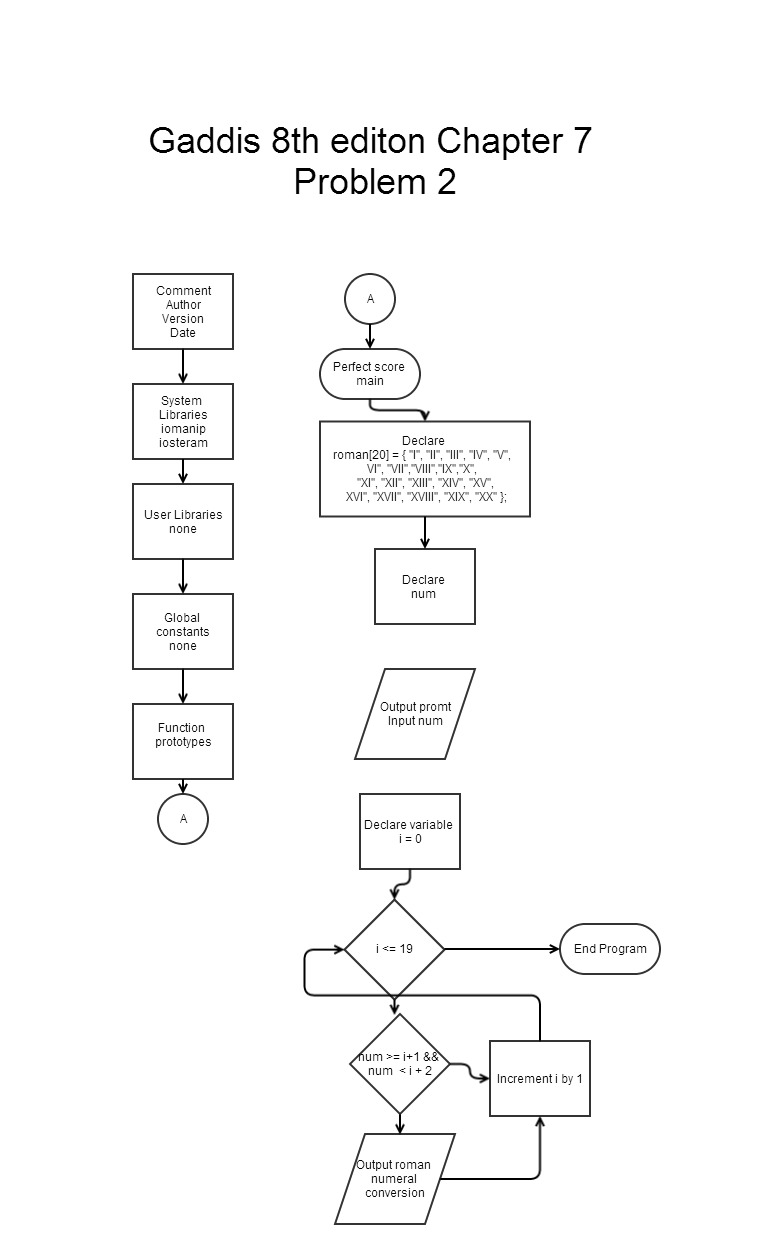 Gaddis 8th editon Chapter 7
Problem 2
Comment
Author
Version
Date
System
Libraries
iomanip
iosteram
User Libraries
none
Global
constants
none
Function
prototypes
A
A
Perfect score
main
Declare
roman[20] = { "I", "II", "III", "IV", "V",
VI", "VII","VIII","IX","X",
"XI", "XII", "XIII", "XIV", "XV",
XVI", "XVII", "XVIII", "XIX", "XX" };
Declare
num
Output promt
Input num
Declare variable
i = 0
i <= 19
End Program
num >= i+1 &&
num < i + 2
Increment i by 1
Output roman
numeral
conversion